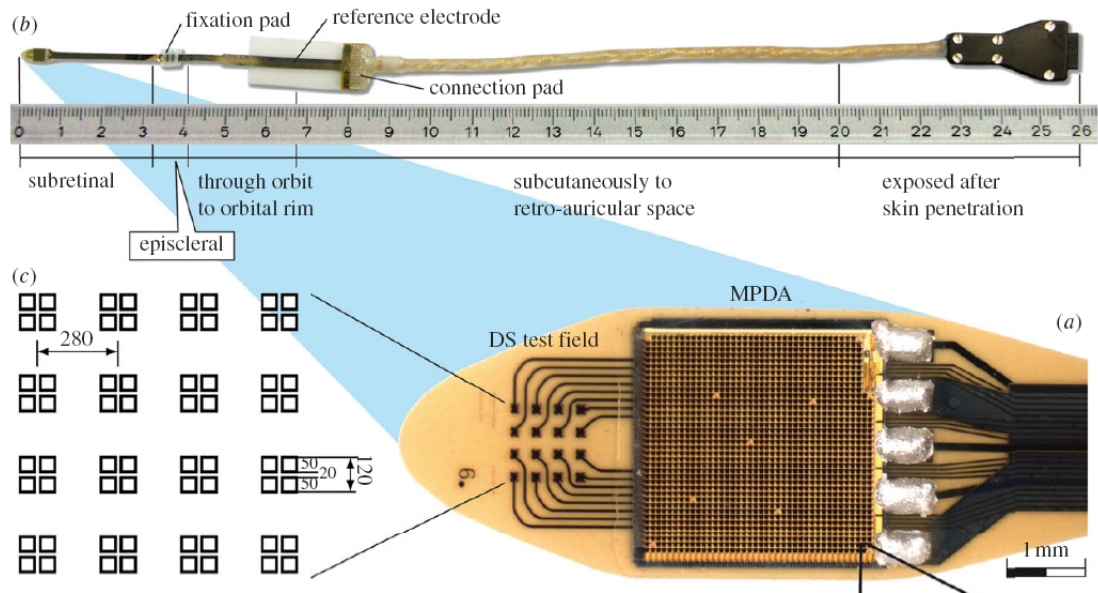 (b)
fixation pad
reference electrode
connection pad
0 1 2 3 4 5 6 7 8 9 10 11 12 13 14 15 16 17 18 19 20 21 22 23 24 25 26
subretinal
through orbit
to orbital rim
subcutaneously to
retro-auricular space
exposed after
skin penetration
episcleral
(c)
280
50
20
50
120
MPDA
(a)
DS test field
6.
1 mm